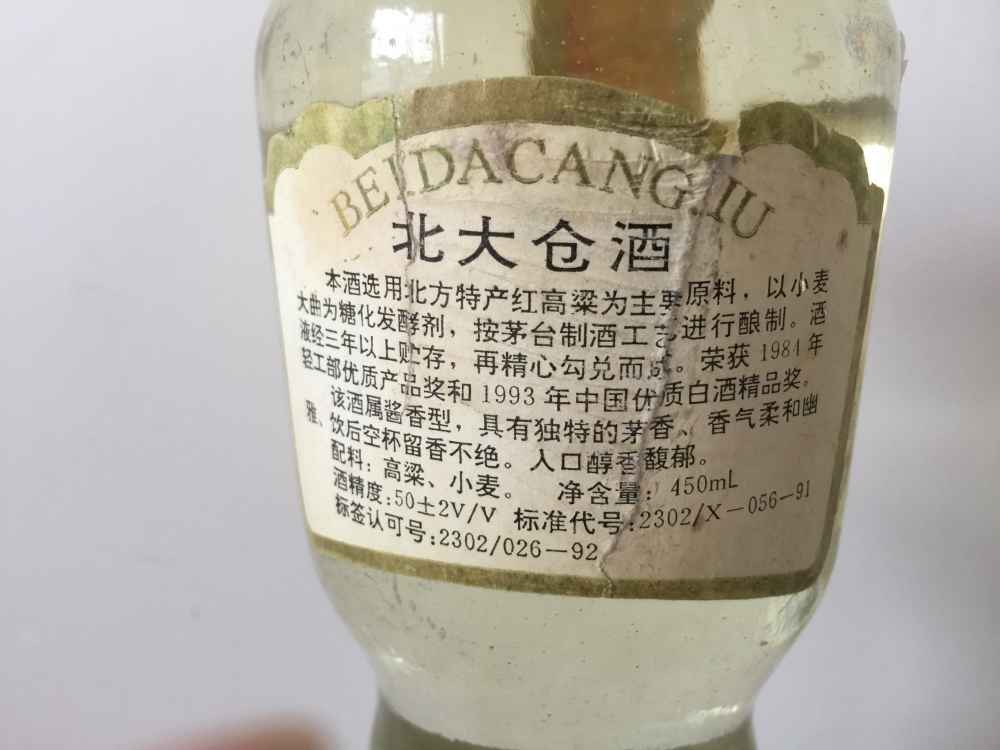 BEIDACANGJIU
北大仓酒
本酒选用北方特产红高粱为主要原料，以小麦
大曲为糖化发酵剂，按茅台制酒工艺进行酿制。酒
液经三年以上贮存，再精心勾兑而成。荣获1984年
轻工部优质产品奖和1993年中国优质白酒精品奖。
该酒属酱香型，具有独特的茅香、香气柔和幽
雅、饮后空杯留香不绝。入口醇香馥郁。
配料：高粱、小麦。 净含量：450mL
酒精度:50±2V/V 标准代号:2302/X－056－91
标签认可号:2302/026－92